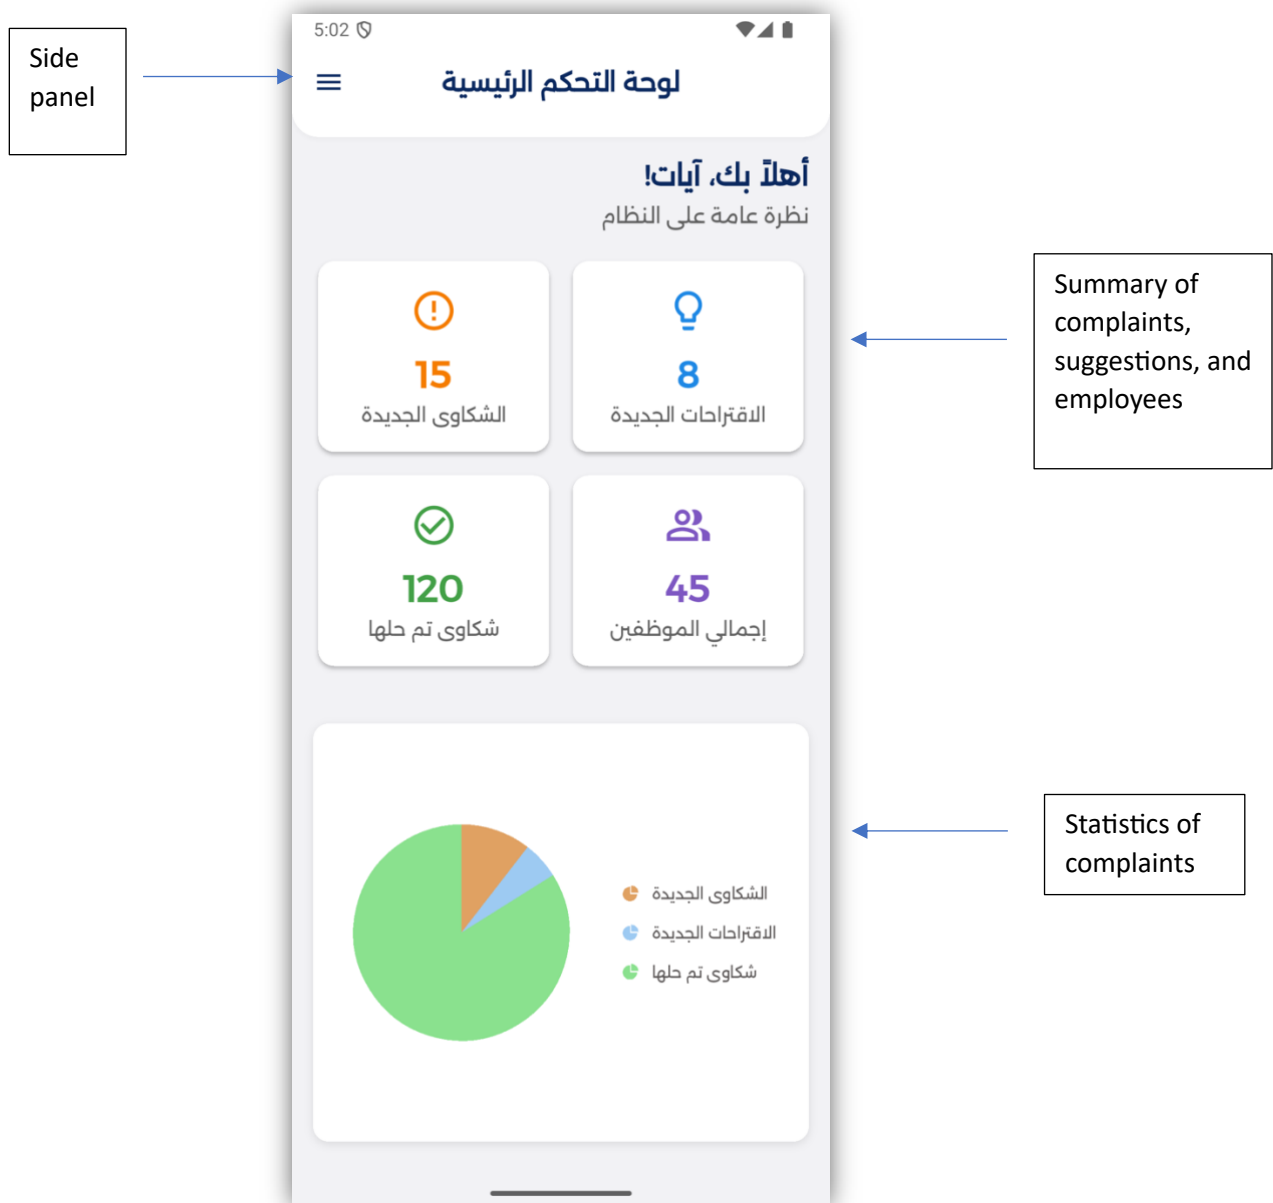 5:02
Side
panel
لوحة التحكم الرئيسية
أهلاً بك، آيات!
نظرة عامة على النظام
Summary of
complaints,
suggestions, and
employees
8
الاقتراحات الجديدة
15
الشكاوى الجديدة
45
إجمالي الموظفين
120
شكاوى تم حلها
Statistics of
complaints
الشكاوى الجديدة
الاقتراحات الجديدة
شكاوى تم حلها